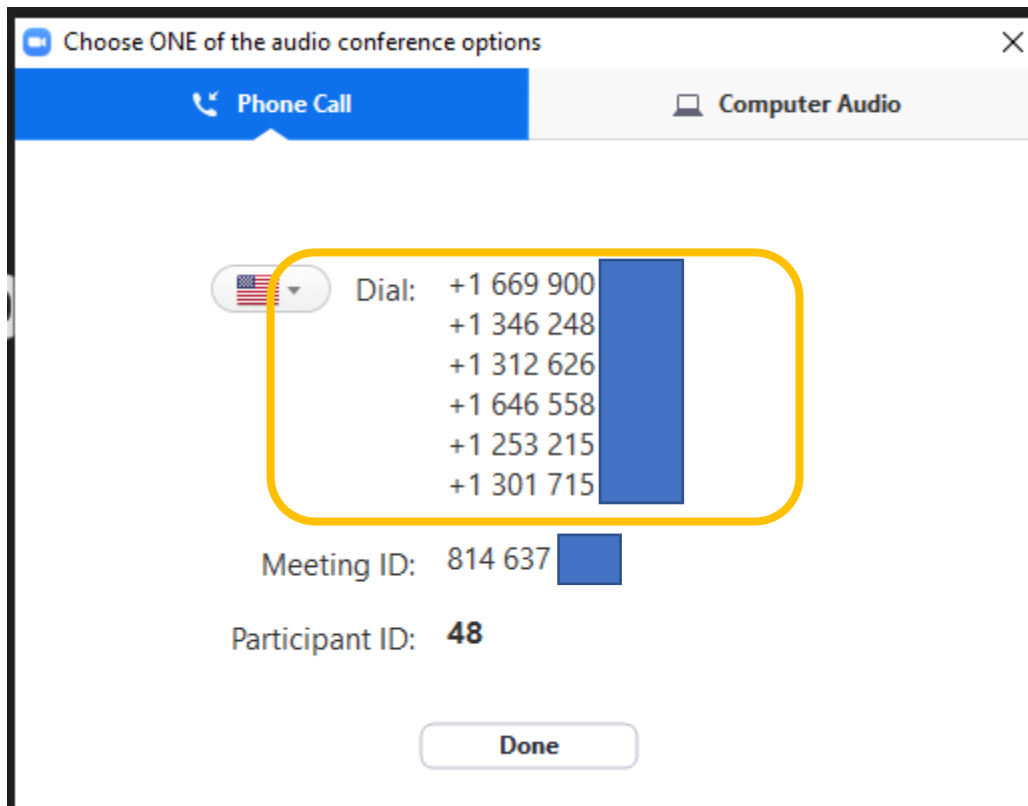 Choose ONE of the audio conference options
Phone Call
Computer Audio
Dial: +1 669 900
+1 346 248
+1 312 626
+1 646 558
+1 253 215
+1 301 715
Meeting ID: 814 637
Participant ID: 48
Done